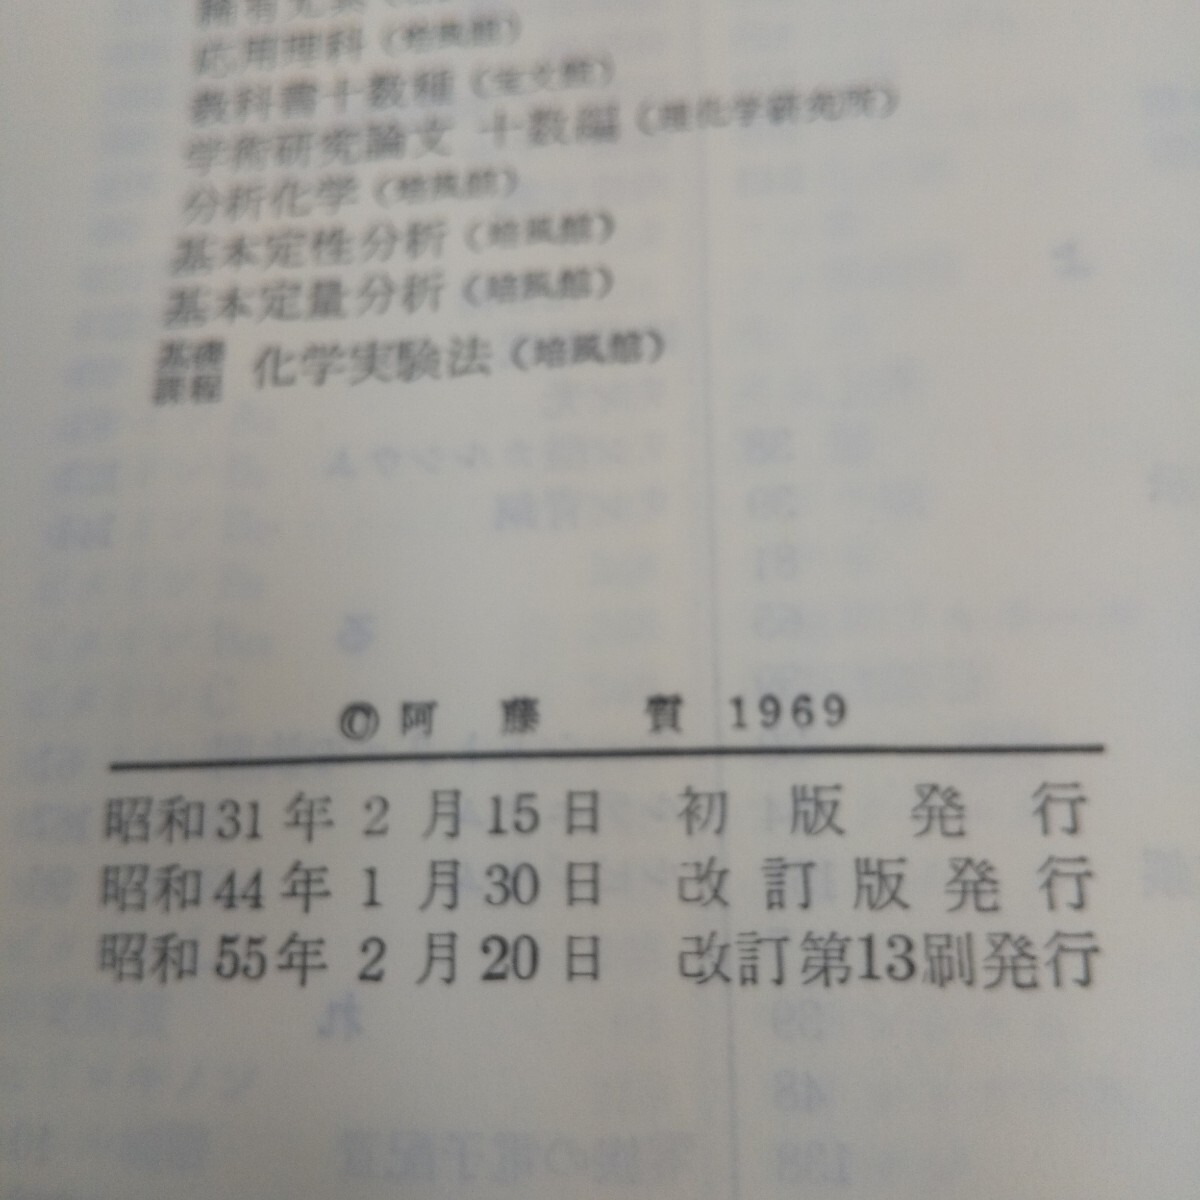 応用理科（培風館）
教科書十数種（宝文館）
学術研究論文 十数編（理化学研究所）
分析化学（培風館）
基本定性分析（培風館）
基本定量分析（培風館）
基礎課程 化学実験法（培風館）
© 阿藤 質 1969
昭和31年2月15日 初版発行
昭和44年1月30日 改訂版発行
昭和55年2月20日 改訂第13刷発行